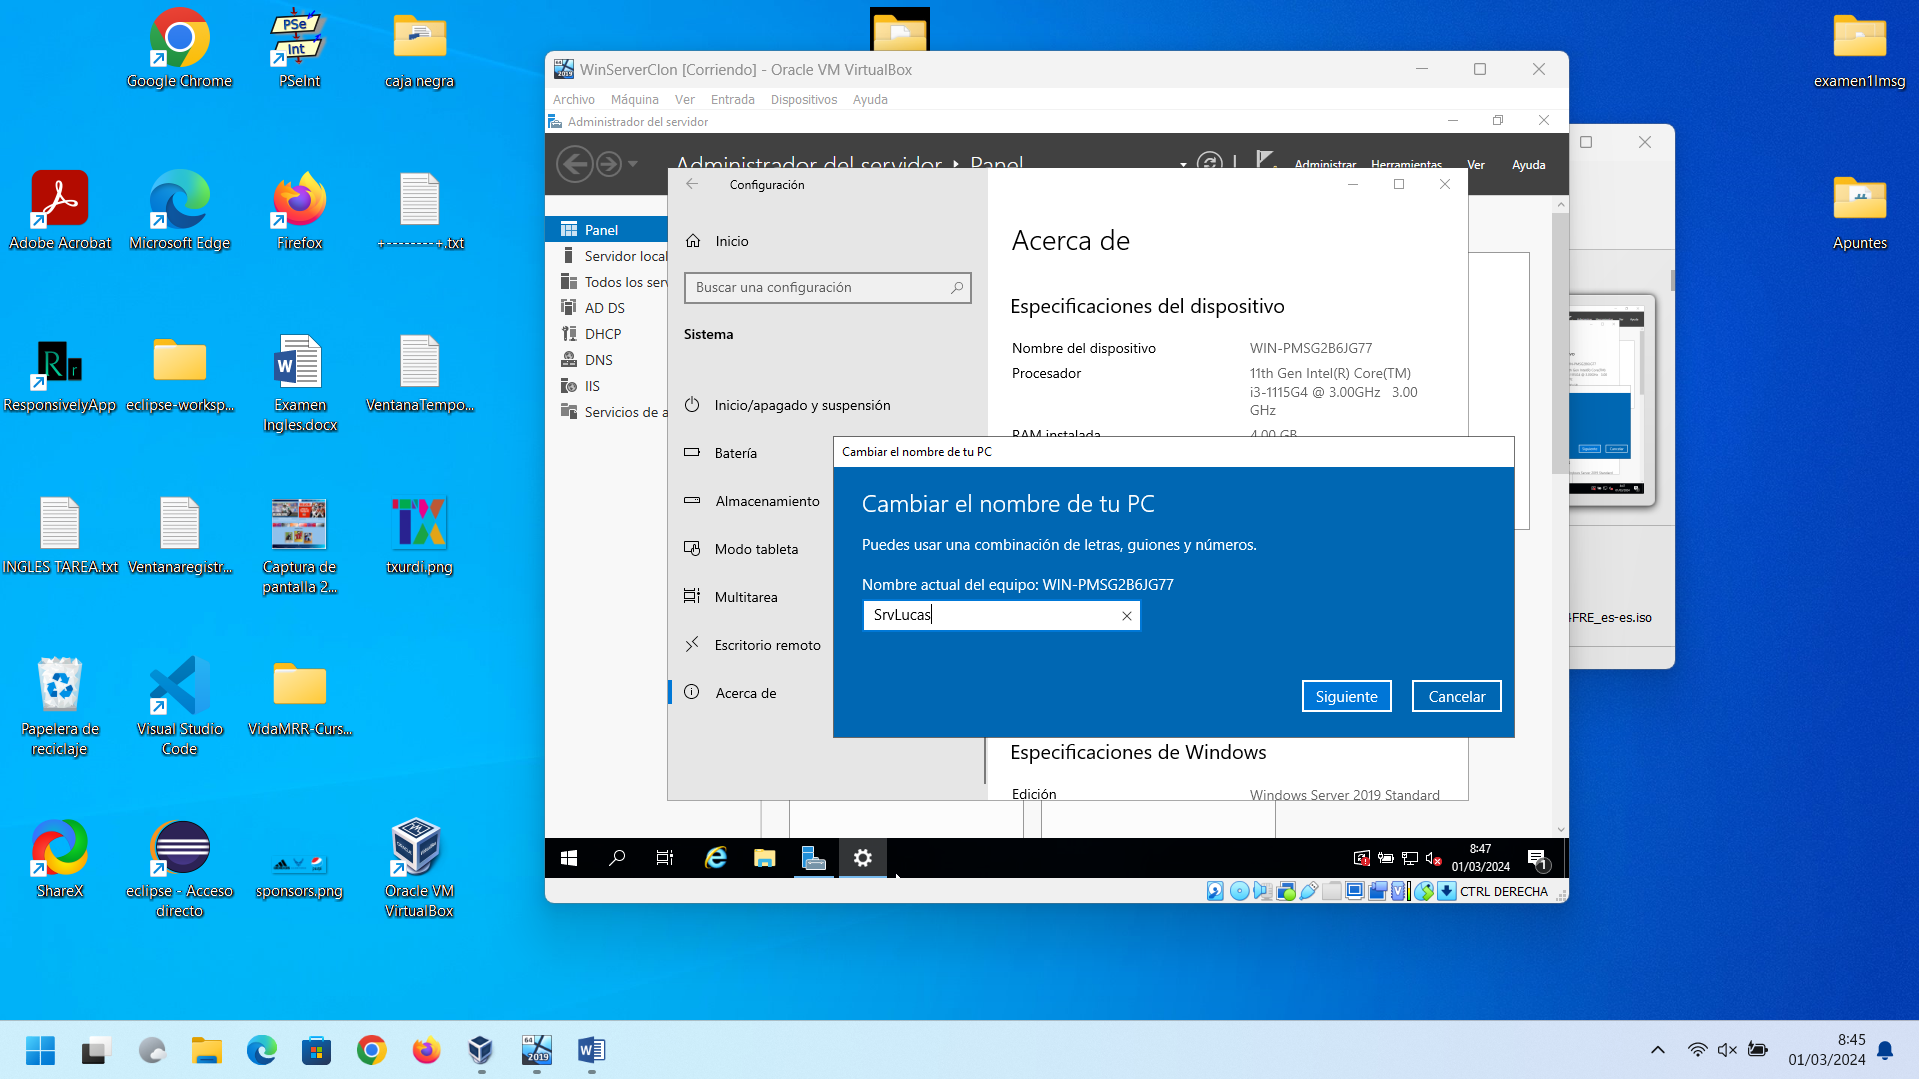 Google Chrome
PSeInt
caja negra
examen1lmsg
Adobe Acrobat
Microsoft Edge
Firefox
+--------+.txt
Apuntes
ResponsivelyApp
eclipse-worksp...
Examen
Ingles.docx
VentanaTempo...
INGLES TAREA.txt
Ventanaregistr...
Captura de
pantalla 2...
txurdi.png
Papelera de
reciclaje
Visual Studio
Code
VidaMRR-Curs...
ShareX
eclipse - Acceso
directo
sponsors.png
Oracle VM
VirtualBox
WinServerClon [Corriendo] - Oracle VM VirtualBox
Archivo Máquina Ver Entrada Dispositivos Ayuda
Administrador del servidor
Administrador del servidor ‣ Panel
Administrar Herramientas Ver Ayuda
Panel
Servidor local
Todos los serv
AD DS
DHCP
DNS
IIS
Servicios de a
Configuración
Inicio
Buscar una configuración
Sistema
Inicio/apagado y suspensión
Batería
Almacenamiento
Modo tableta
Multitarea
Escritorio remoto
Acerca de
Acerca de
Especificaciones del dispositivo
Nombre del dispositivo WIN-PMSG2B6JG77
Procesador 11th Gen Intel(R) Core(TM)
i3-1115G4 @ 3.00GHz 3.00
GHz
RAM instalada 4,00 GB
Cambiar el nombre de tu PC
Cambiar el nombre de tu PC
Puedes usar una combinación de letras, guiones y números.
Nombre actual del equipo: WIN-PMSG2B6JG77
SrvLucas
Siguiente Cancelar
Especificaciones de Windows
Edición Windows Server 2019 Standard
8:47
01/03/2024
1
CTRL DERECHA
FRE_es-es.iso
8:45
01/03/2024